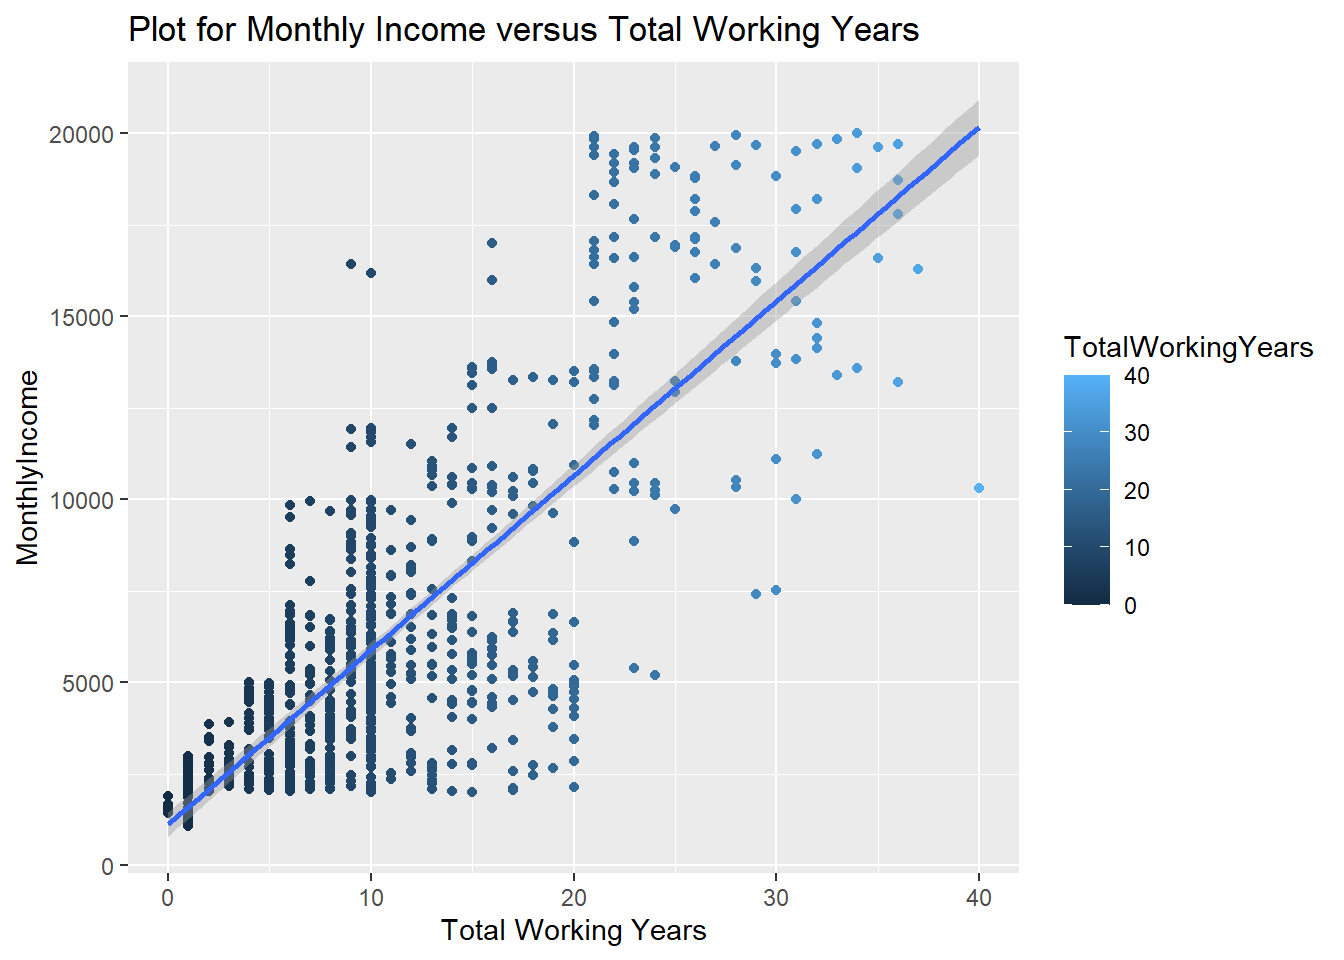 Plot for Monthly Income versus Total Working Years
MonthlyIncome
20000
15000
10000
5000
0
0 10 20 30 40
Total Working Years
TotalWorkingYears
40
30
20
10
0